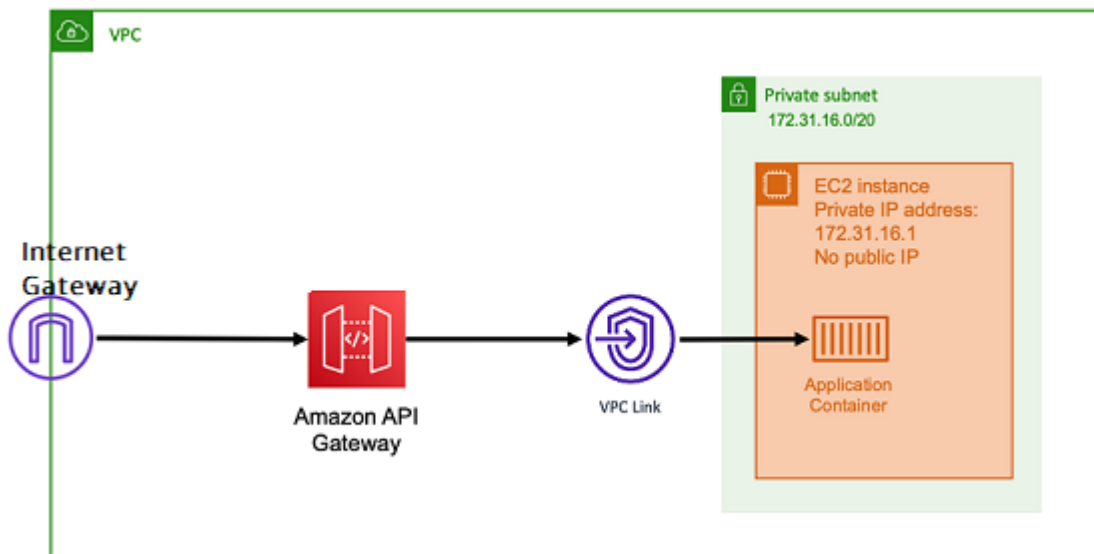 VPC
Private subnet
172.31.16.0/20
EC2 instance
Private IP address:
172.31.16.1
No public IP
Internet
Gateway
</>
Amazon API
Gateway
VPC Link
Application
Container